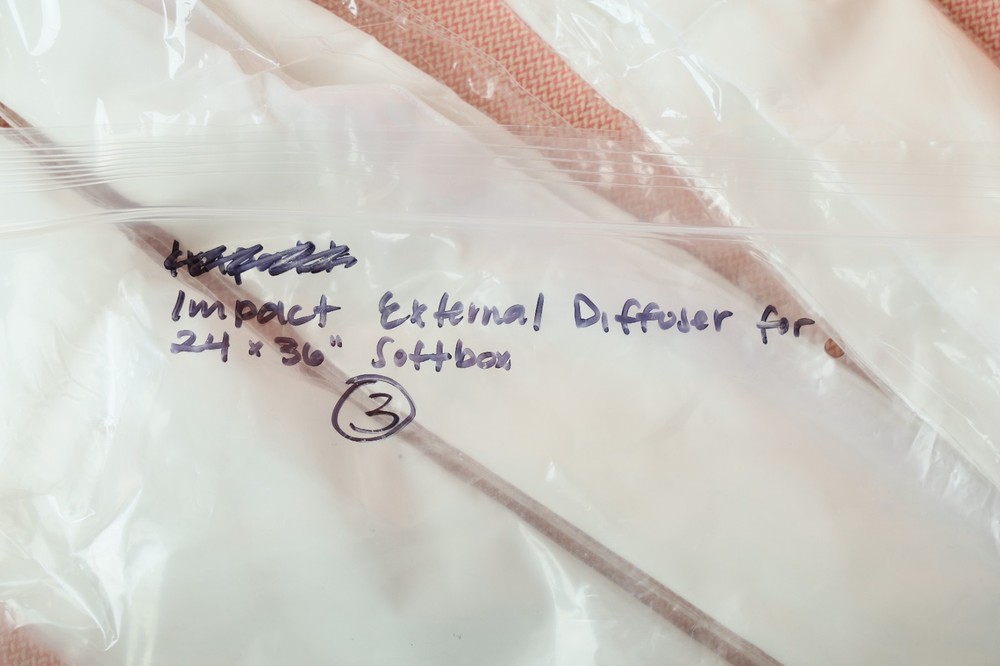 Impact External Diffuser for
24 x 36" Softbox
3